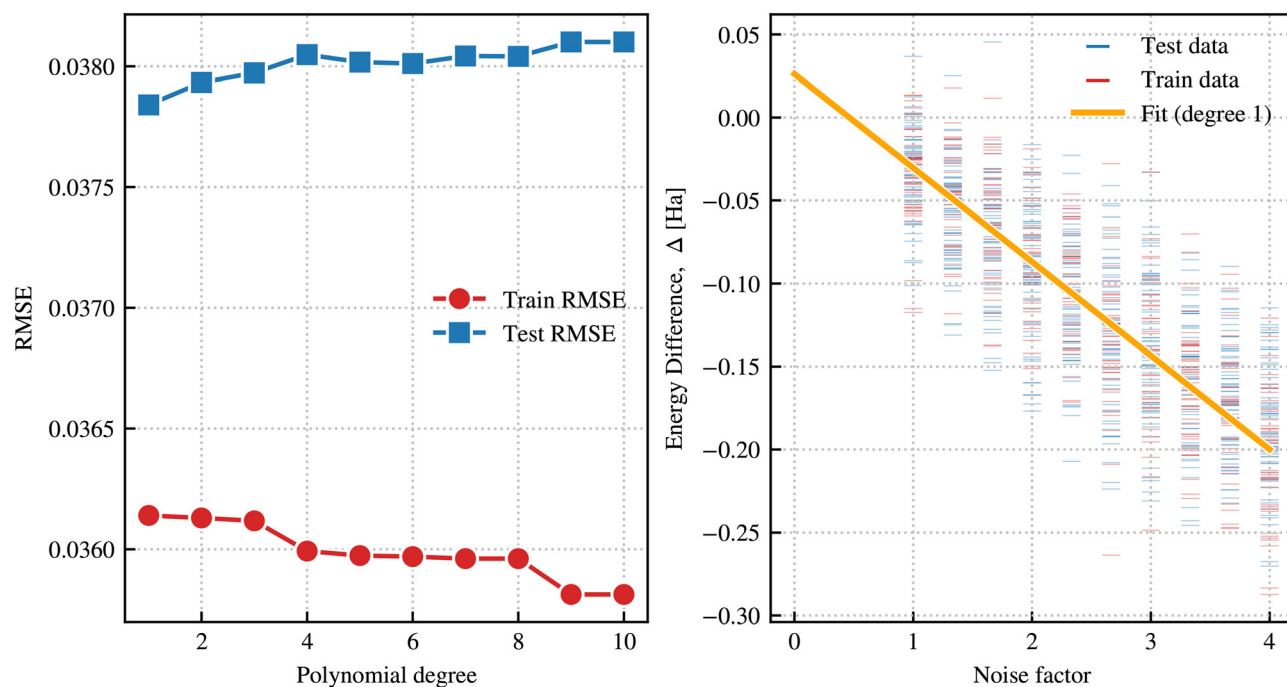 0.0380
0.0375
0.0370
0.0365
0.0360
RMSE
Train RMSE
Test RMSE
2
4
6
8
10
Polynomial degree
0.05
0.00
−0.05
−0.10
−0.15
−0.20
−0.25
−0.30
Energy Difference, Δ [Ha]
Test data
Train data
Fit (degree 1)
0
1
2
3
4
Noise factor